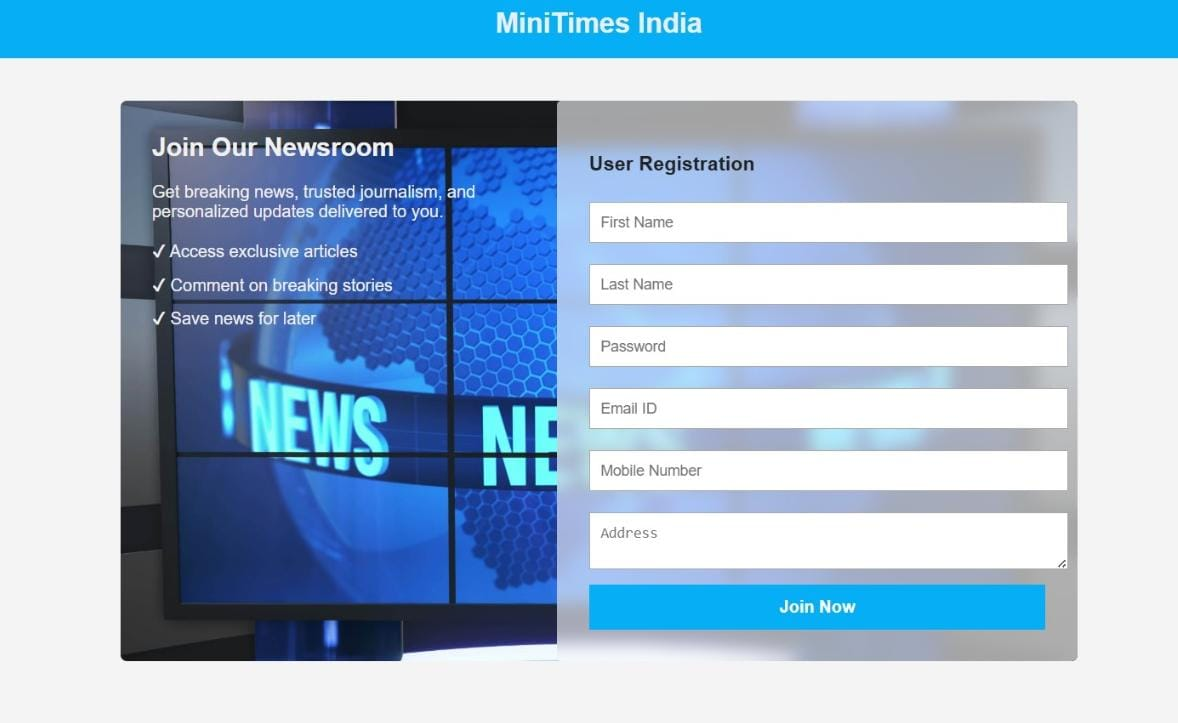 MiniTimes India
Join Our Newsroom
Get breaking news, trusted journalism, and
personalized updates delivered to you.
✓ Access exclusive articles
✓ Comment on breaking stories
✓ Save news for later
NEWS
NE
User Registration
First Name
Last Name
Password
Email ID
Mobile Number
Address
Join Now